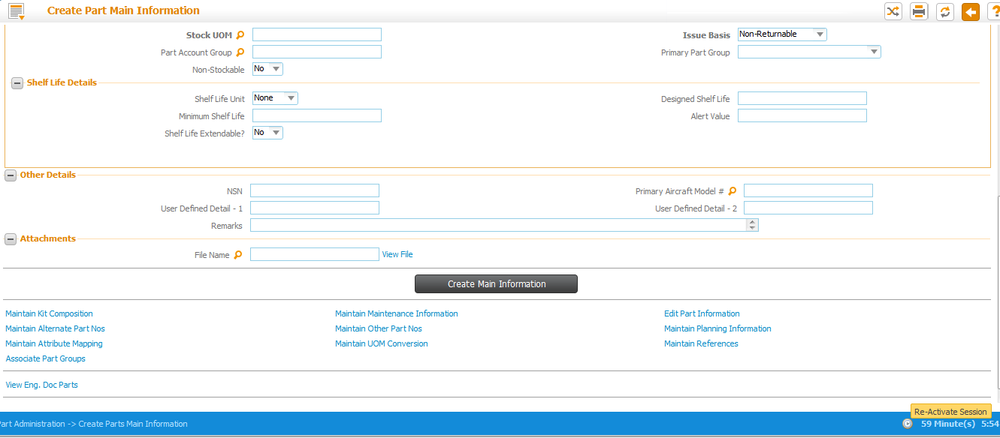 Create Part Main Information
?
Stock UOM Issue Basis Non-Returnable
Part Account Group Primary Part Group
Non-Stockable No
Shelf Life Details
Shelf Life Unit None Designed Shelf Life
Minimum Shelf Life Alert Value
Shelf Life Extendable? No
Other Details
NSN Primary Aircraft Model #
User Defined Detail - 1 User Defined Detail - 2
Remarks
Attachments
File Name View File
Create Main Information
Maintain Kit Composition Maintain Maintenance Information Edit Part Information
Maintain Alternate Part Nos Maintain Other Part Nos Maintain Planning Information
Maintain Attribute Mapping Maintain UOM Conversion Maintain References
Associate Part Groups
View Eng. Doc Parts
Re-Activate Session
art Administration -> Create Parts Main Information 59 Minute(s) 5:54